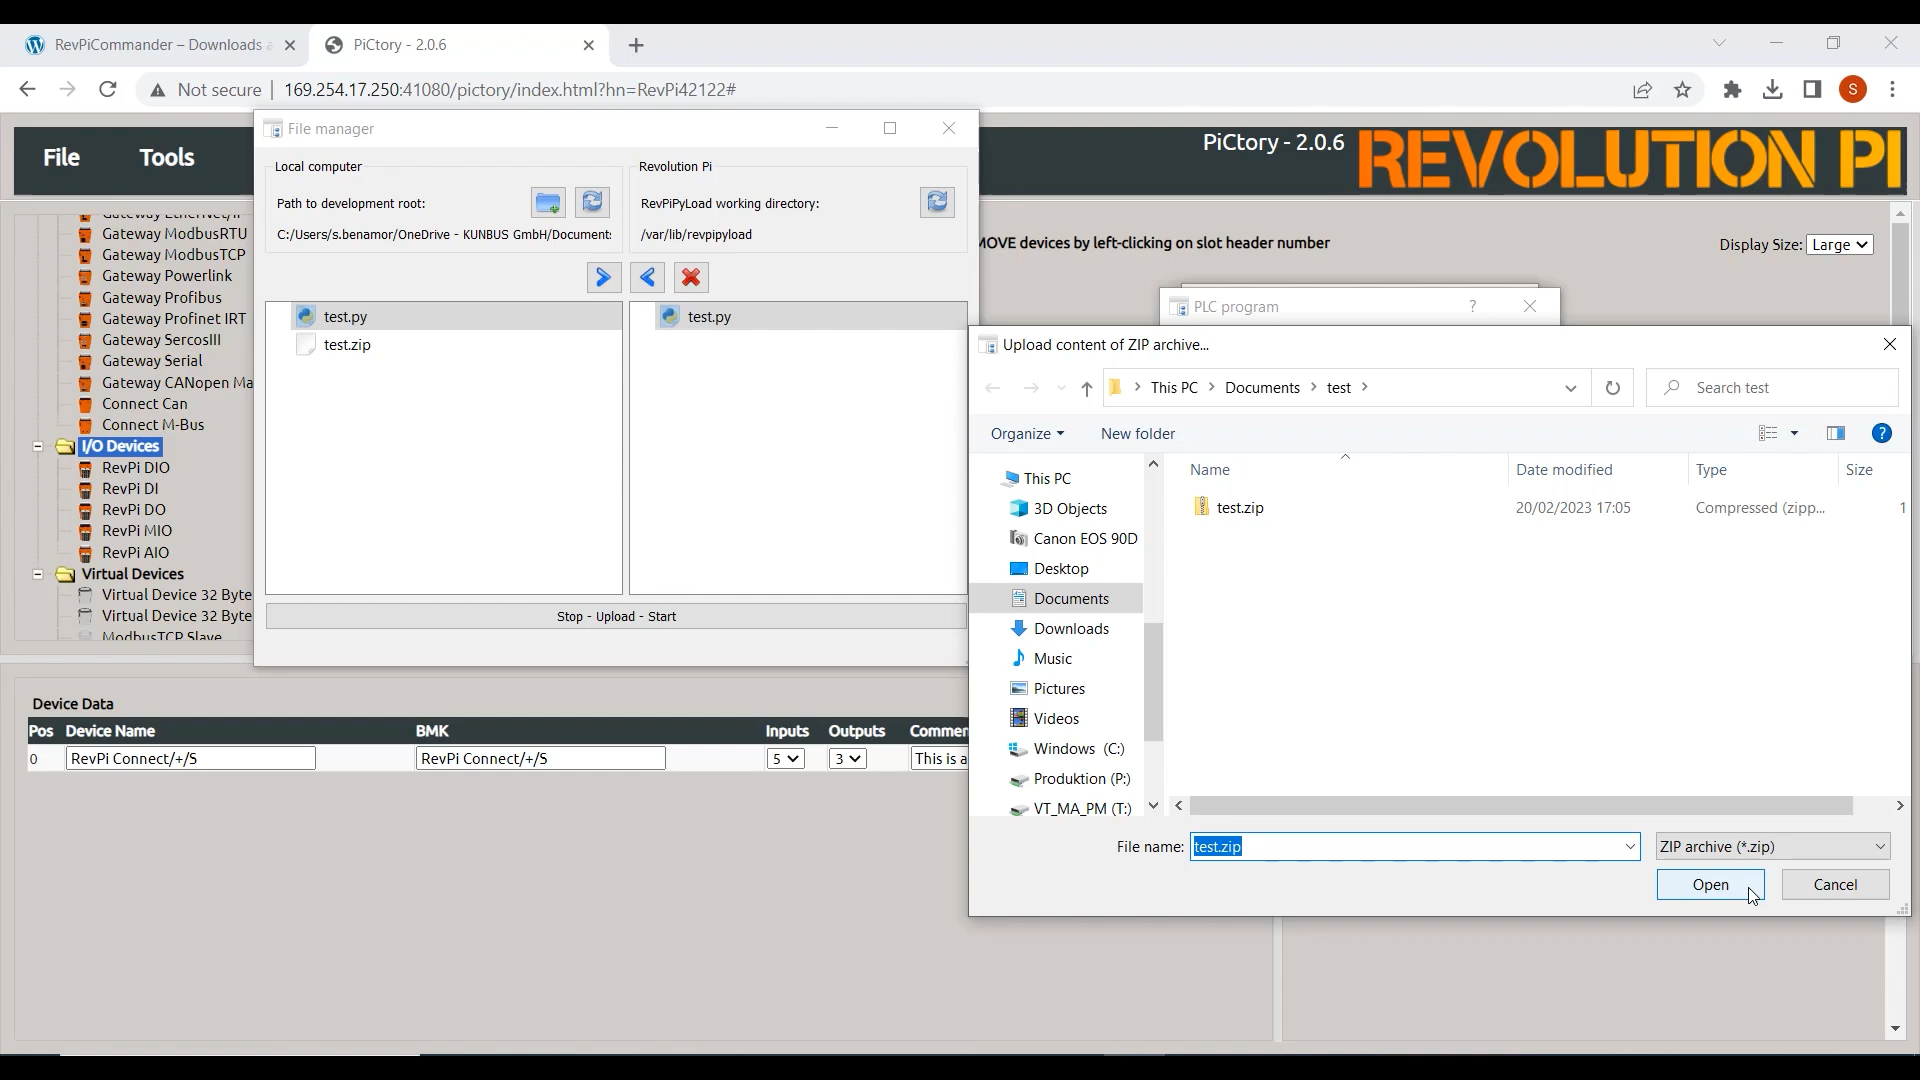 RevPiCommander – Downloads a
PiCtory - 2.0.6
Not secure
169.254.17.250:41080/pictory/index.html?hn=RevPi42122#
S
File
Tools
PiCtory - 2.0.6
REVOLUTION PI
File manager
Local computer
Path to development root:
C:/Users/s.benamor/OneDrive - KUNBUS GmbH/Documents
Revolution Pi
RevPiPyLoad working directory:
/var/lib/revpipyload
test.py
test.zip
test.py
Stop - Upload - Start
MOVE devices by left-clicking on slot header number
Display Size:
Large
Gateway EtherNet/IP
Gateway ModbusRTU
Gateway ModbusTCP
Gateway Powerlink
Gateway Profibus
Gateway Profinet IRT
Gateway SercosIII
Gateway Serial
Gateway CANopen Ma
Connect Can
Connect M-Bus
I/O Devices
RevPi DIO
RevPi DI
RevPi DO
RevPi MIO
RevPi AIO
Virtual Devices
Virtual Device 32 Byte
Virtual Device 32 Byte
ModbusTCP Slave
PLC program
?
Upload content of ZIP archive...
This PC
Documents
test
Search test
Organize
New folder
?
This PC
3D Objects
Canon EOS 90D
Desktop
Documents
Downloads
Music
Pictures
Videos
Windows (C:)
Produktion (P:)
VT_MA_PM (T:)
Name
Date modified
Type
Size
test.zip
20/02/2023 17:05
Compressed (zipp...
1
File name:
test.zip
ZIP archive (*.zip)
Open
Cancel
Device Data
Pos
Device Name
BMK
Inputs
Outputs
Commen
0
RevPi Connect/+/S
RevPi Connect/+/S
5
3
This is a